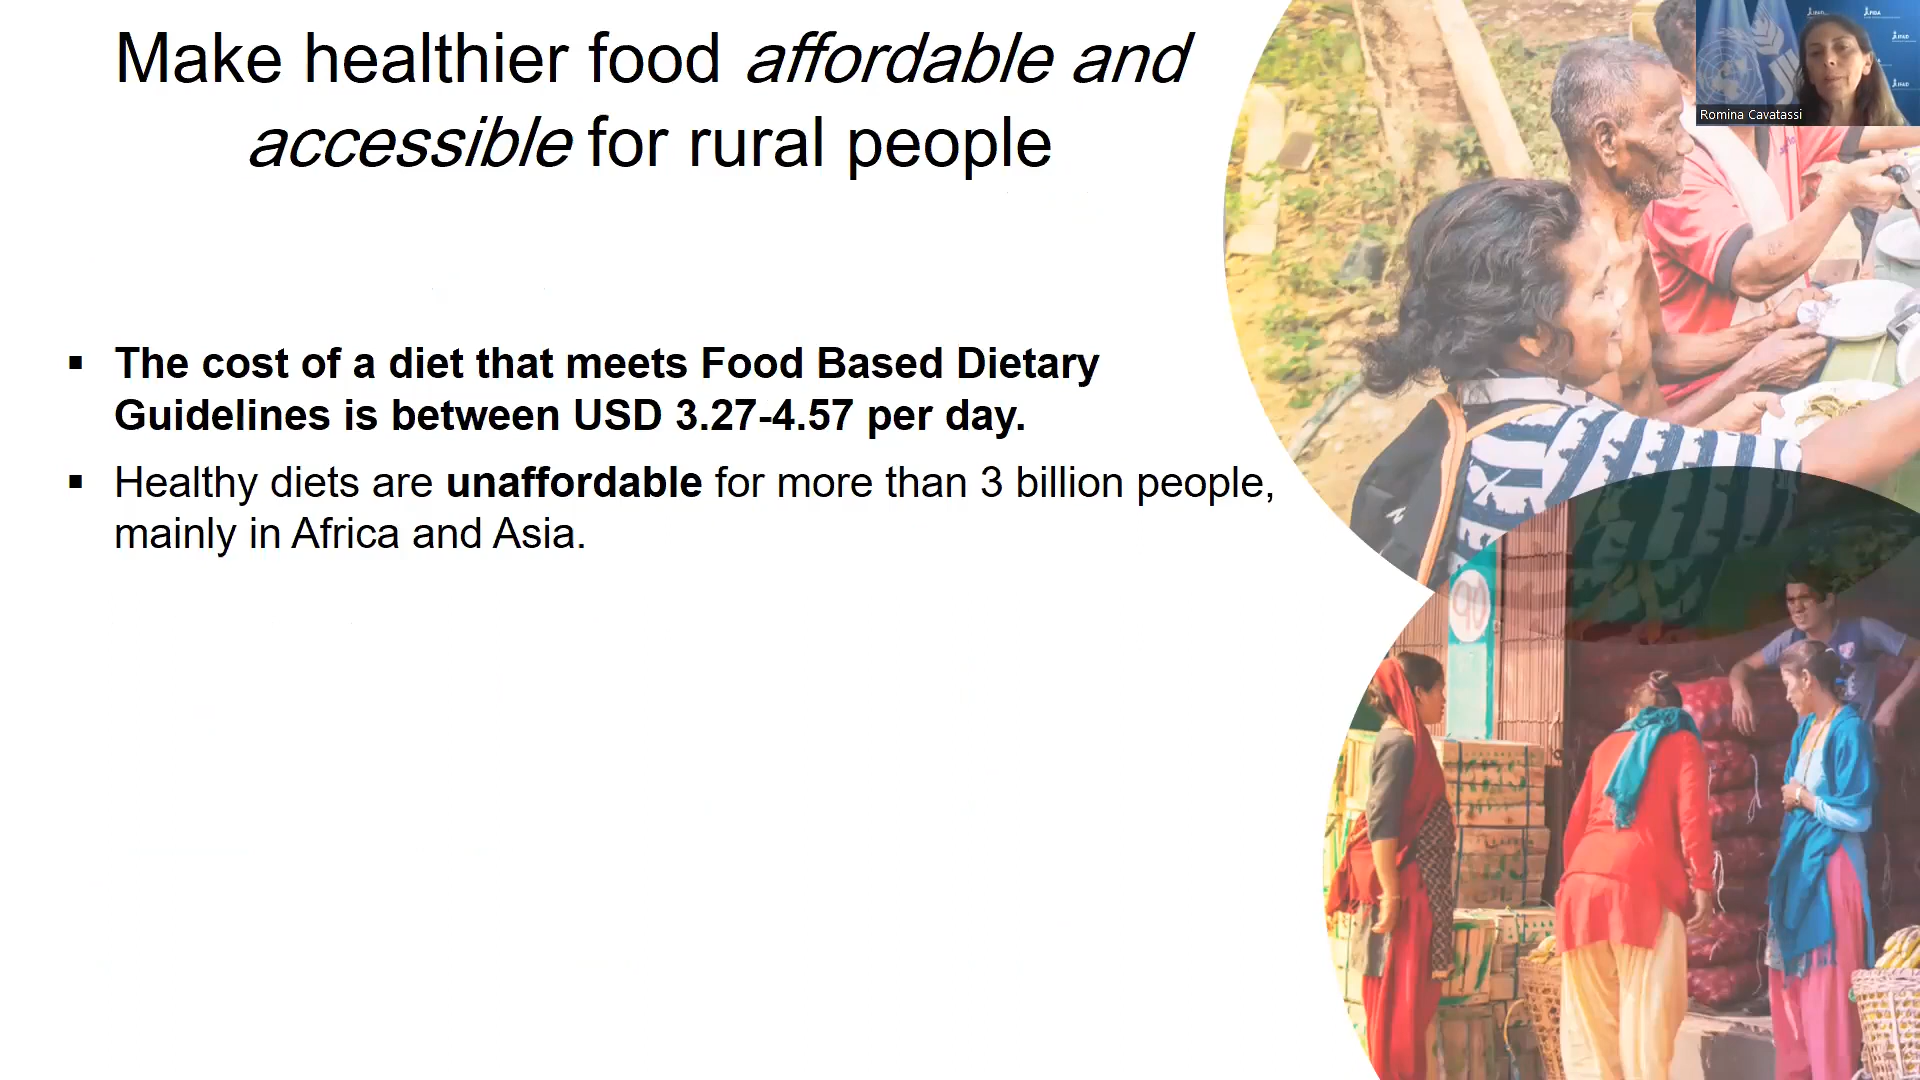 Make healthier food affordable and
accessible for rural people
▪ The cost of a diet that meets Food Based Dietary
Guidelines is between USD 3.27-4.57 per day.
▪ Healthy diets are unaffordable for more than 3 billion people,
mainly in Africa and Asia.
Romina Cavatassi